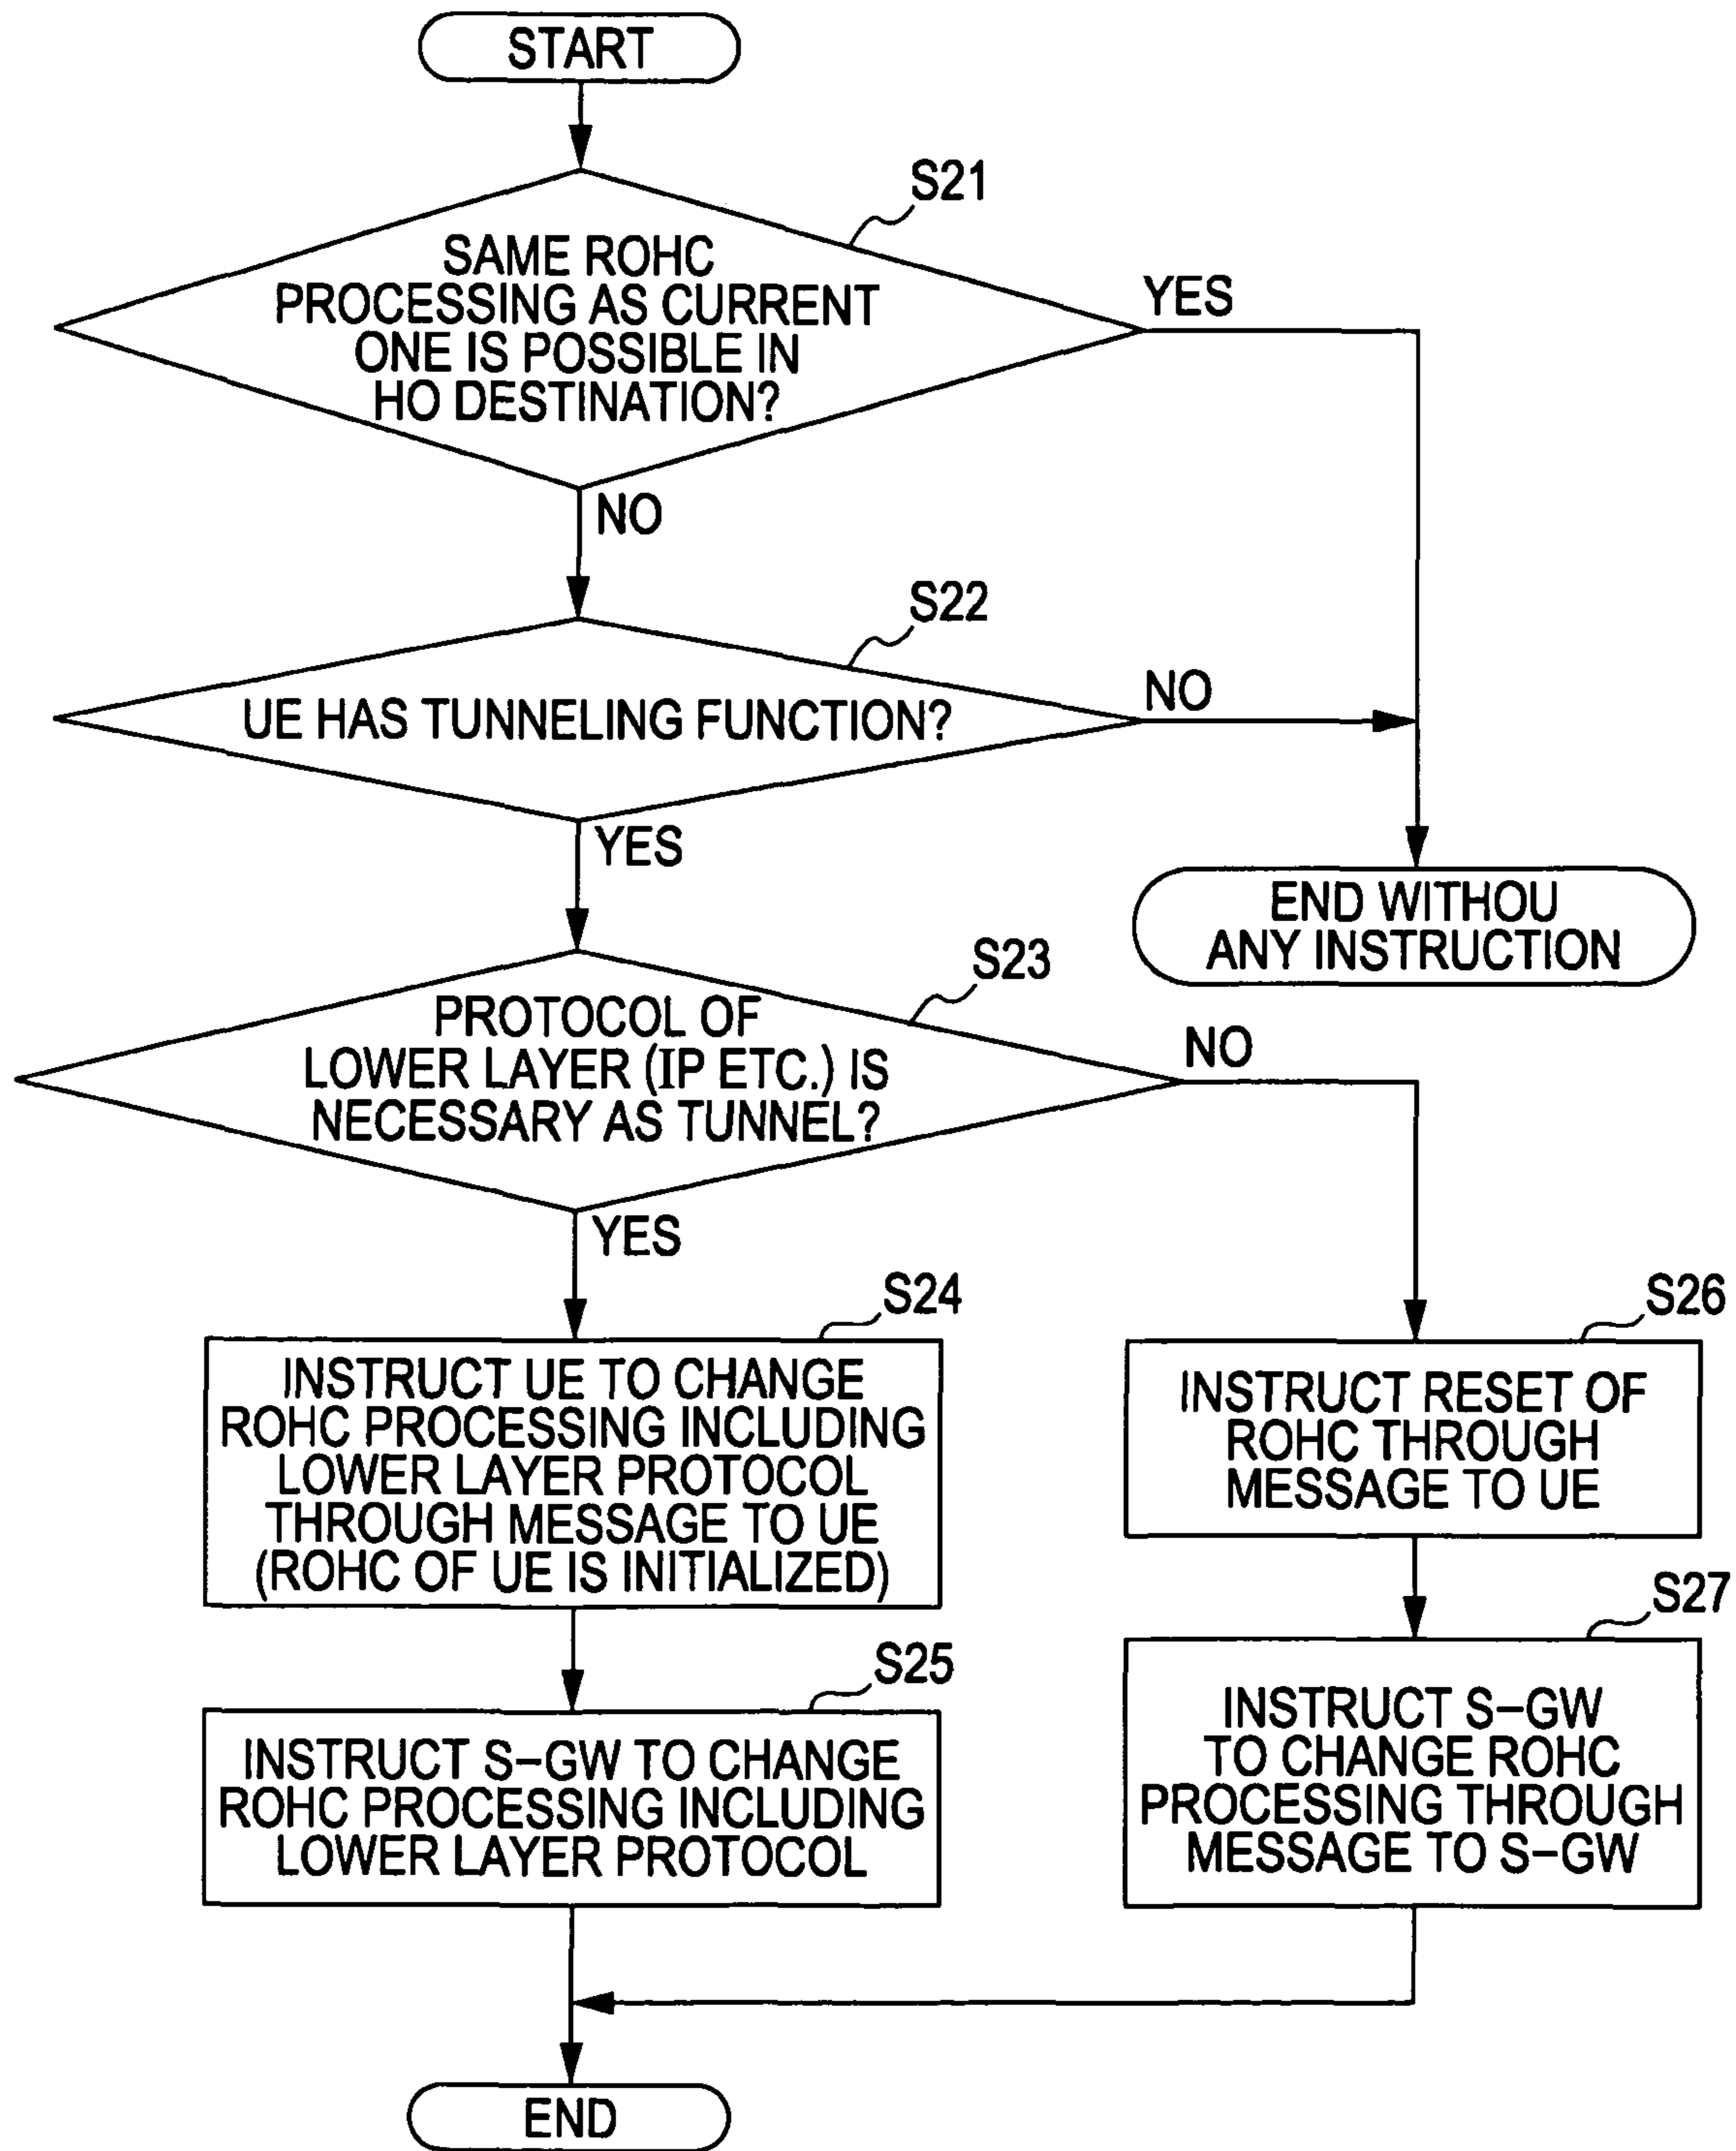 START
S21
SAME ROHC
PROCESSING AS CURRENT
ONE IS POSSIBLE IN
HO DESTINATION?
YES
NO
S22
UE HAS TUNNELING FUNCTION?
NO
YES
END WITHOU
ANY INSTRUCTION
S23
PROTOCOL OF
LOWER LAYER (IP ETC.) IS
NECESSARY AS TUNNEL?
NO
YES
S24
INSTRUCT UE TO CHANGE
ROHC PROCESSING INCLUDING
LOWER LAYER PROTOCOL
THROUGH MESSAGE TO UE
(ROHC OF UE IS INITIALIZED)
S26
INSTRUCT RESET OF
ROHC THROUGH
MESSAGE TO UE
S25
INSTRUCT S-GW TO CHANGE
ROHC PROCESSING INCLUDING
LOWER LAYER PROTOCOL
S27
INSTRUCT S-GW
TO CHANGE ROHC
PROCESSING THROUGH
MESSAGE TO S-GW
END